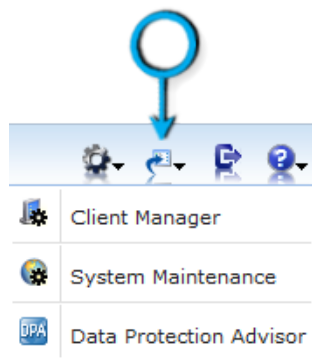 ?
Client Manager
System Maintenance
DPA Data Protection Advisor